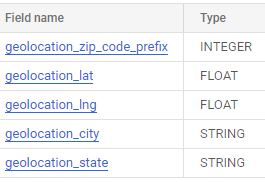 Field name Type
geolocation_zip_code_prefix INTEGER
geolocation_lat FLOAT
geolocation_lng FLOAT
geolocation_city STRING
geolocation_state STRING